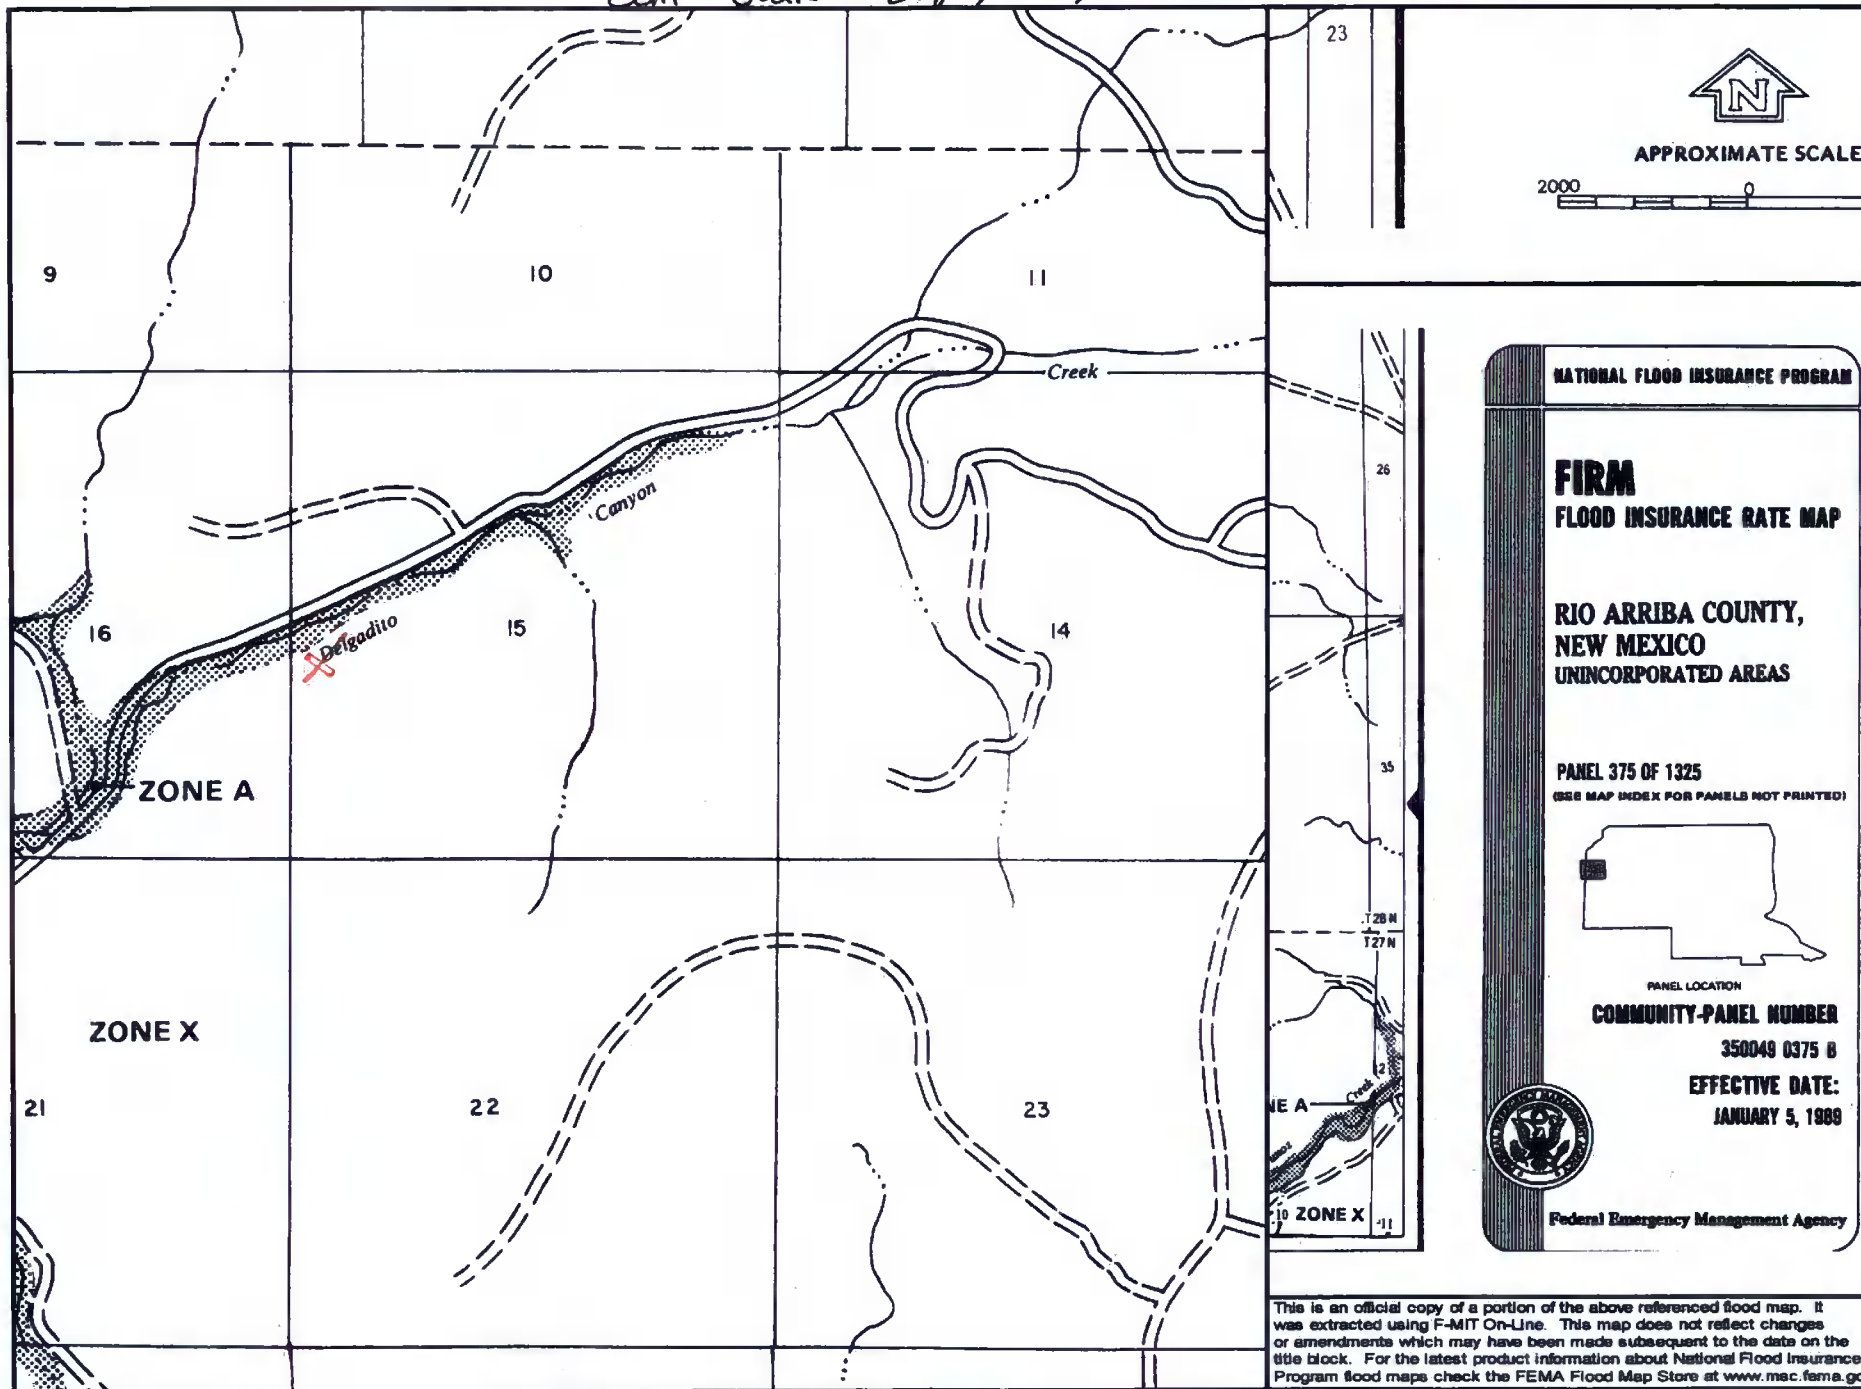 23
N
APPROXIMATE SCALE
2000 0
9
10
11
Creek
Canyon
Delgadito
16
15
14
ZONE A
ZONE X
21
22
23
26
35
T28N
T27N
12
Creek
NE A
10 ZONE X 11
NATIONAL FLOOD INSURANCE PROGRAM
FIRM
FLOOD INSURANCE RATE MAP
RIO ARRIBA COUNTY,
NEW MEXICO
UNINCORPORATED AREAS
PANEL 375 OF 1325
(SEE MAP INDEX FOR PANELS NOT PRINTED)
PANEL LOCATION
COMMUNITY-PANEL NUMBER
350049 0375 B
EFFECTIVE DATE:
JANUARY 5, 1989
Federal Emergency Management Agency
This is an official copy of a portion of the above referenced flood map. It
was extracted using F-MIT On-Line. This map does not reflect changes
or amendments which may have been made subsequent to the date on the
title block. For the latest product information about National Flood Insurance
Program flood maps check the FEMA Flood Map Store at www.msc.fema.go